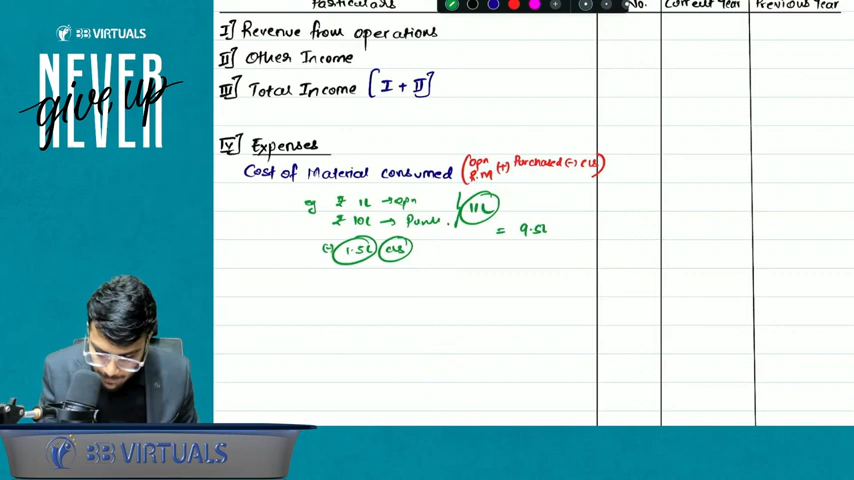 Particulars No. Current Year Previous Year
BB VIRTUALS
NEVER
give up
NEVER
I] Revenue from operations
II] Other Income
III] Total Income [I + II]
IV] Expenses
Cost of Material consumed (Opn R.M (+) Purchased (-) cls)
eg ₹ 1L → Opn
₹ 10L → Purch. 11L
(-) 1.5L cls = 9.5L
BB VIRTUALS